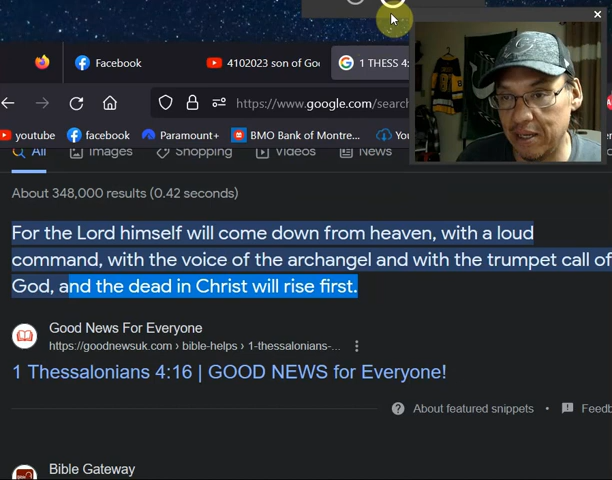 Facebook
4102023 son of Go
1 THESS 4:
https://www.google.com/search
youtube
facebook
Paramount+
BMO Bank of Montre...
You
All
Images
Shopping
Videos
News
About 348,000 results (0.42 seconds)
For the Lord himself will come down from heaven, with a loud
command, with the voice of the archangel and with the trumpet call of
God, and the dead in Christ will rise first.
Good News For Everyone
https://goodnewsuk.com › bible-helps › 1-thessalonians-...
1 Thessalonians 4:16 | GOOD NEWS for Everyone!
About featured snippets
Feedb
Bible Gateway